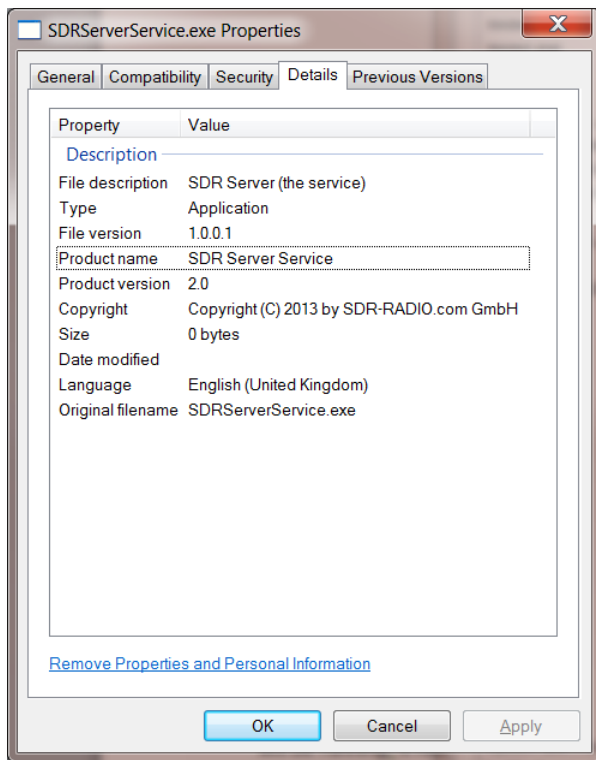 SDRServerService.exe Properties
X
General Compatibility Security Details Previous Versions
Property Value
Description
File description SDR Server (the service)
Type Application
File version 1.0.0.1
Product name SDR Server Service
Product version 2.0
Copyright Copyright (C) 2013 by SDR-RADIO.com GmbH
Size 0 bytes
Date modified
Language English (United Kingdom)
Original filename SDRServerService.exe
Remove Properties and Personal Information
OK Cancel Apply